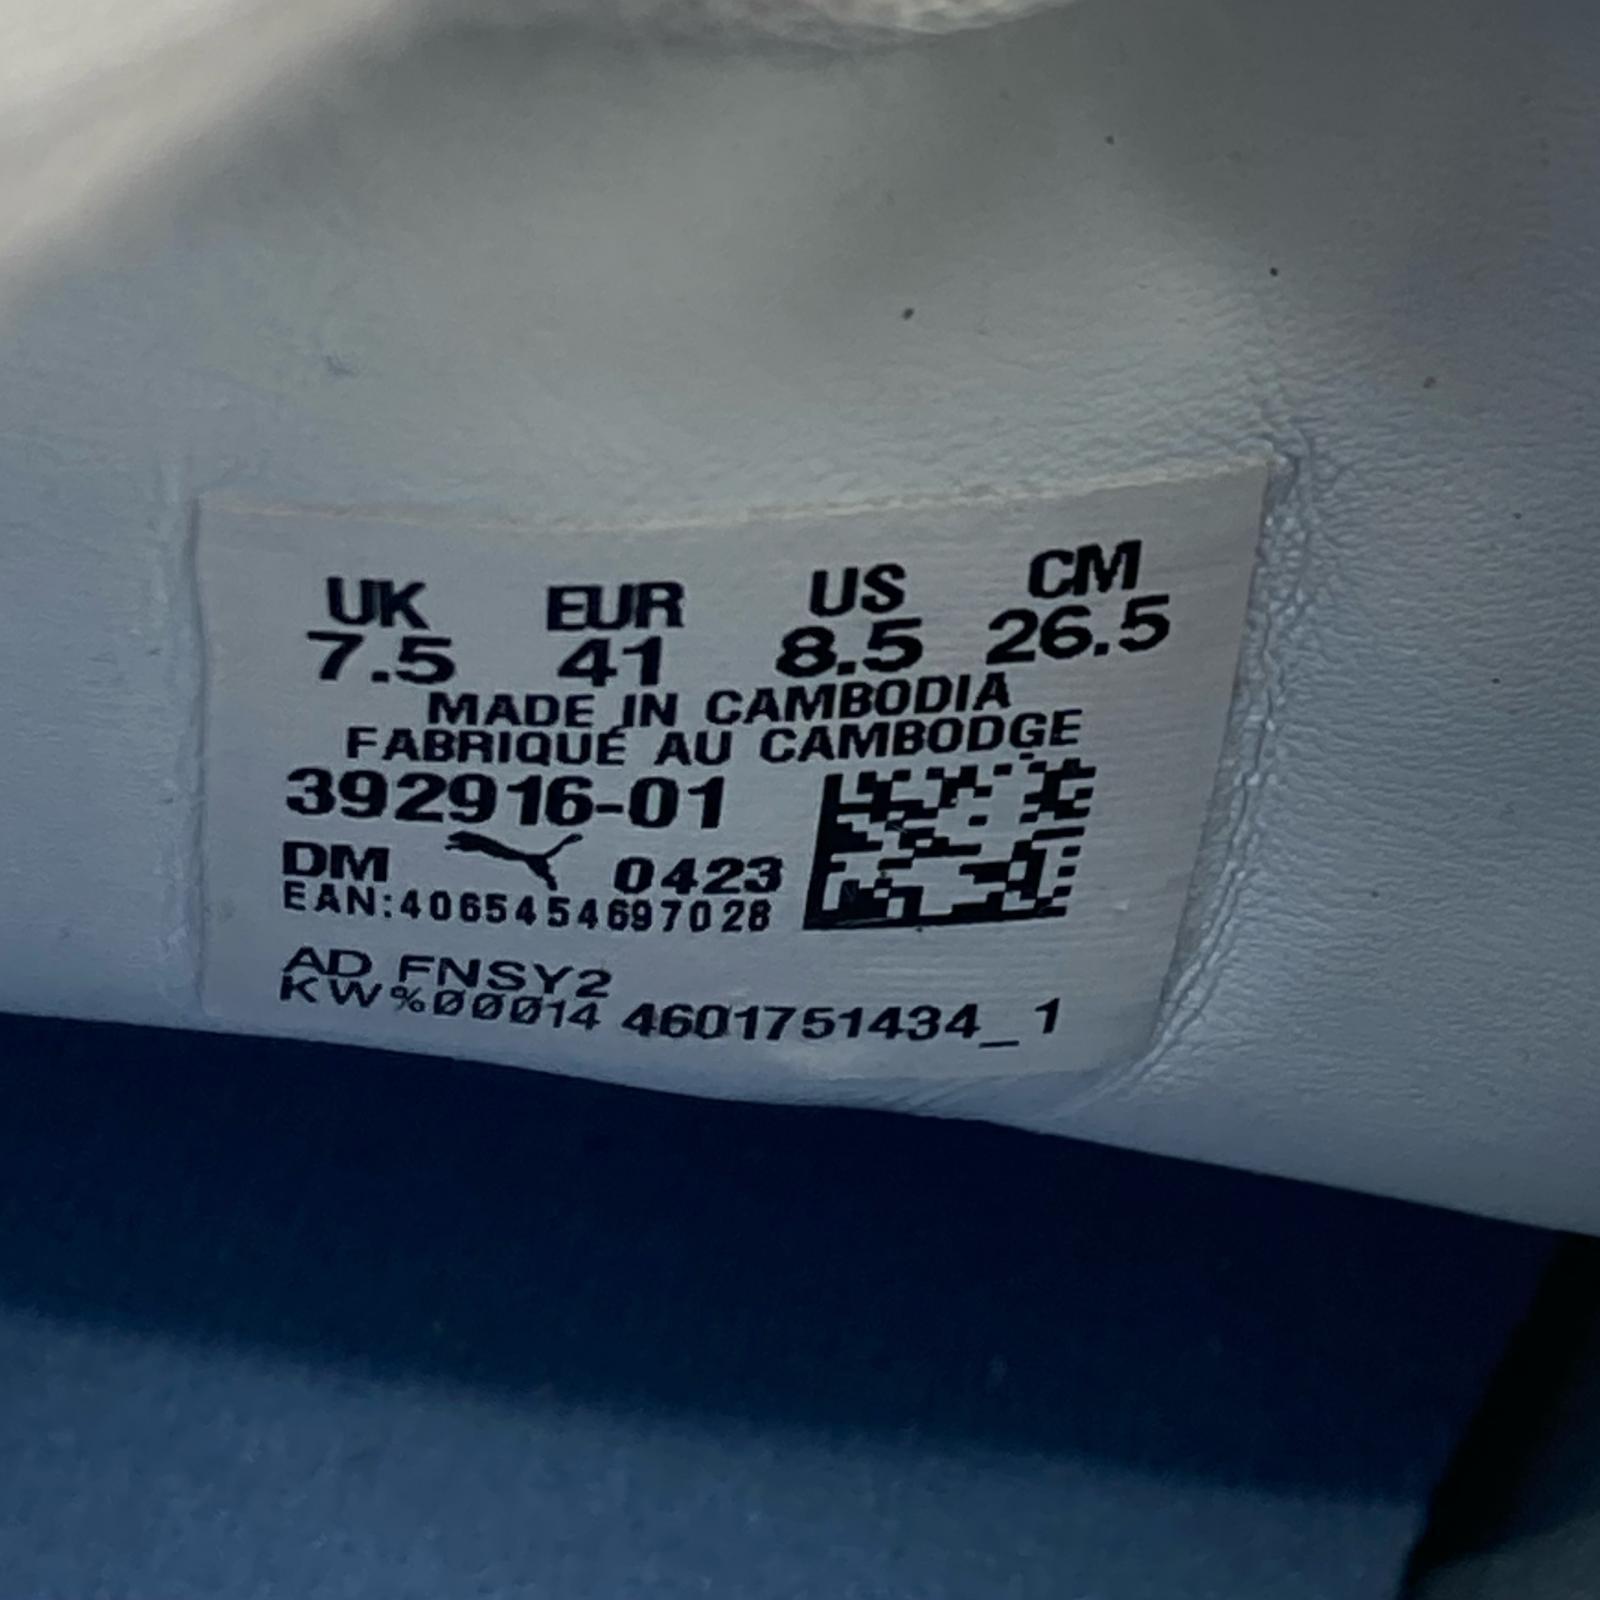 UK EUR US CM
7.5 41 8.5 26.5
MADE IN CAMBODIA
FABRIQUÉ AU CAMBODGE
392916-01
DM 0423
EAN:4065454697028
AD FNSY2
KW%00014 4601751434_1